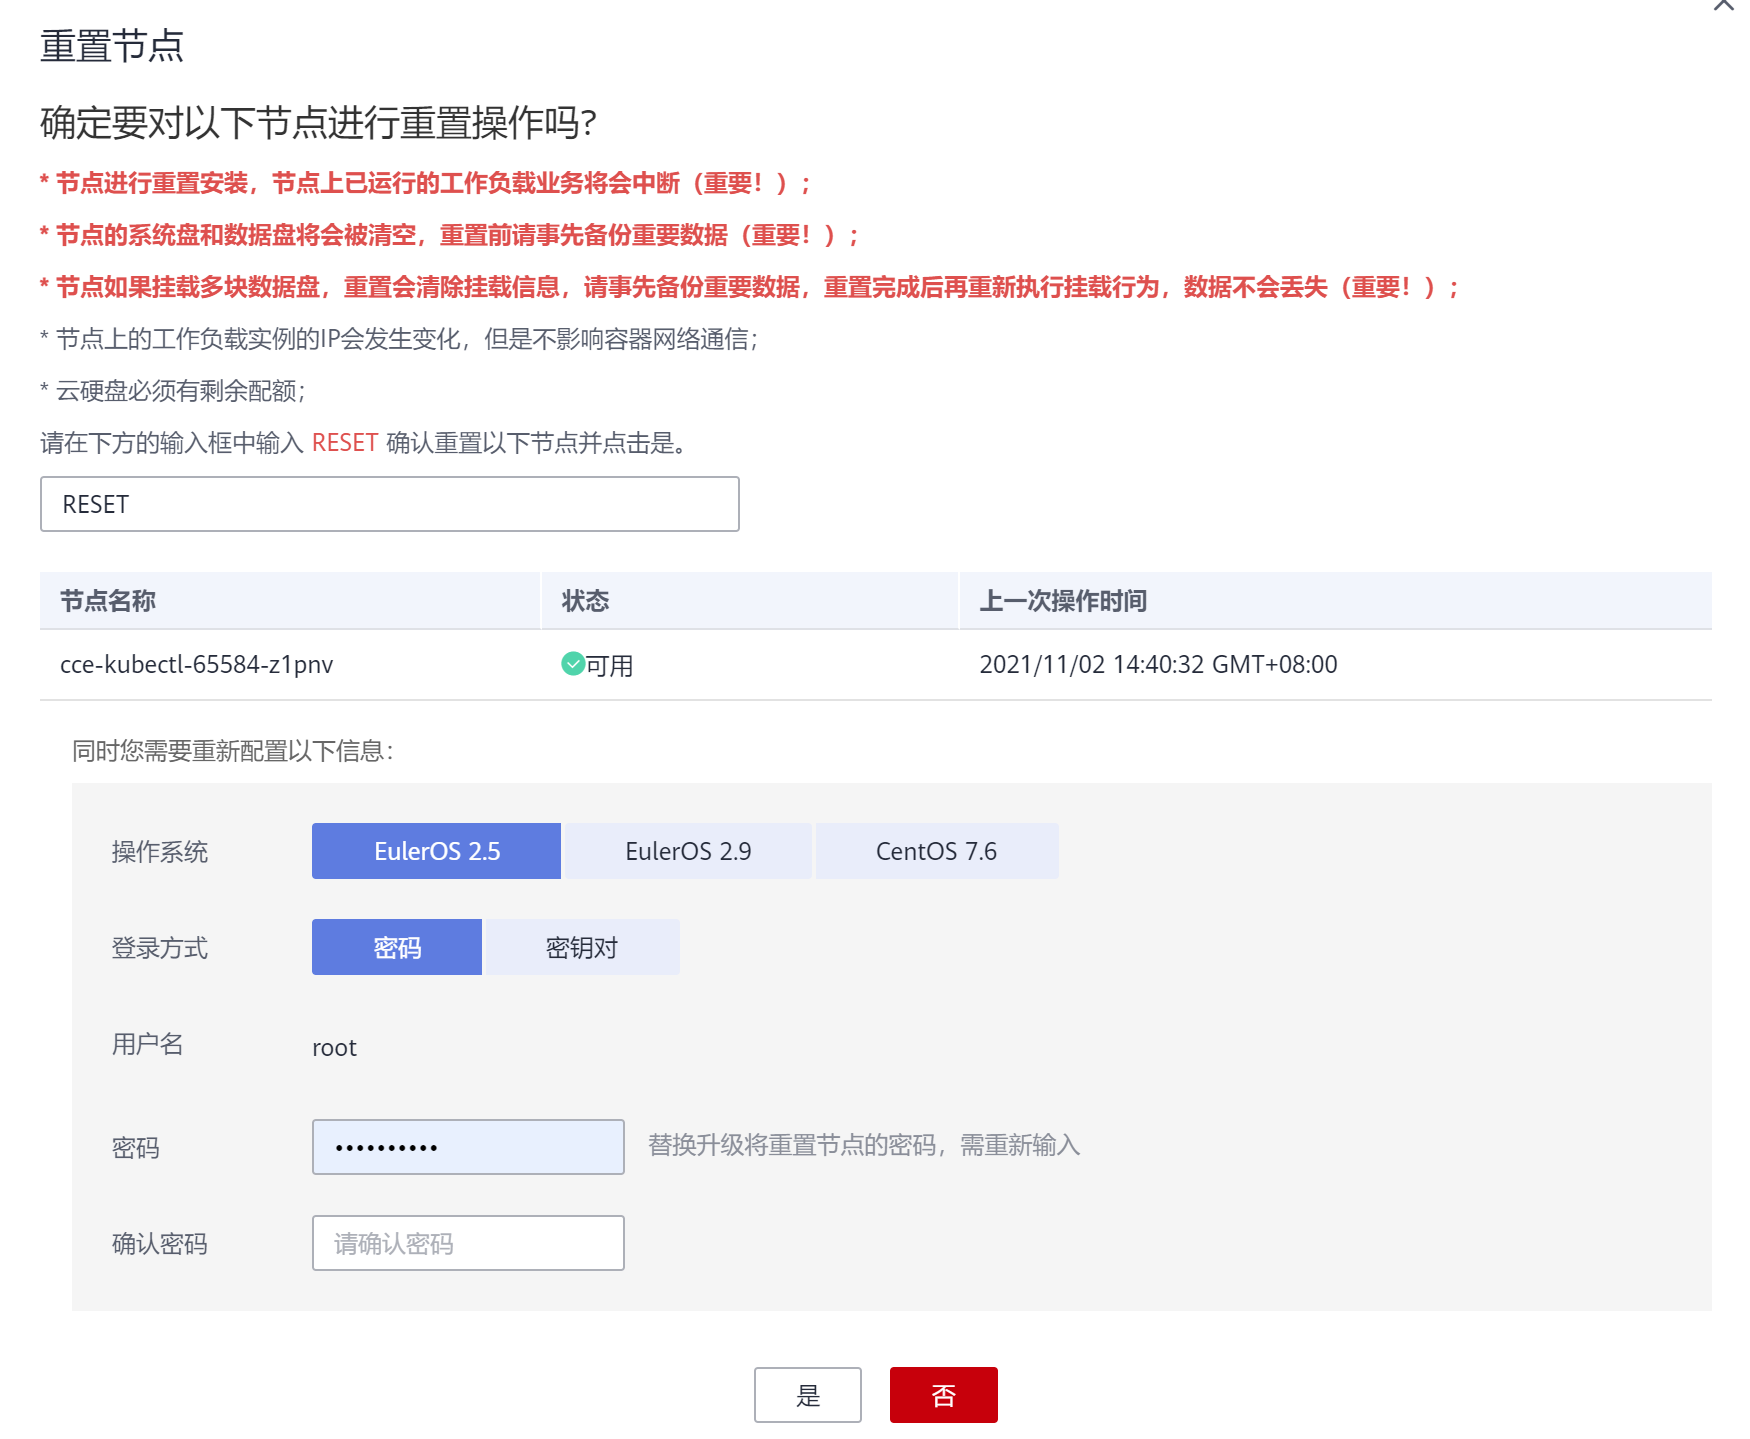 重置节点
确定要对以下节点进行重置操作吗?
* 节点进行重置安装，节点上已运行的工作负载业务将会中断（重要！）；
* 节点的系统盘和数据盘将会被清空，重置前请事先备份重要数据（重要！）；
* 节点如果挂载多块数据盘，重置会清除挂载信息，请事先备份重要数据，重置完成后再重新执行挂载行为，数据不会丢失（重要！）；
* 节点上的工作负载实例的IP会发生变化，但是不影响容器网络通信；
* 云硬盘必须有剩余配额；
请在下方的输入框中输入 RESET 确认重置以下节点并点击是。
RESET
节点名称 状态 上一次操作时间
cce-kubectl-65584-z1pnv 可用 2021/11/02 14:40:32 GMT+08:00
同时您需要重新配置以下信息：
操作系统 EulerOS 2.5 EulerOS 2.9 CentOS 7.6
登录方式 密码 密钥对
用户名 root
密码 •••••••••• 替换升级将重置节点的密码，需重新输入
确认密码 请确认密码
是 否